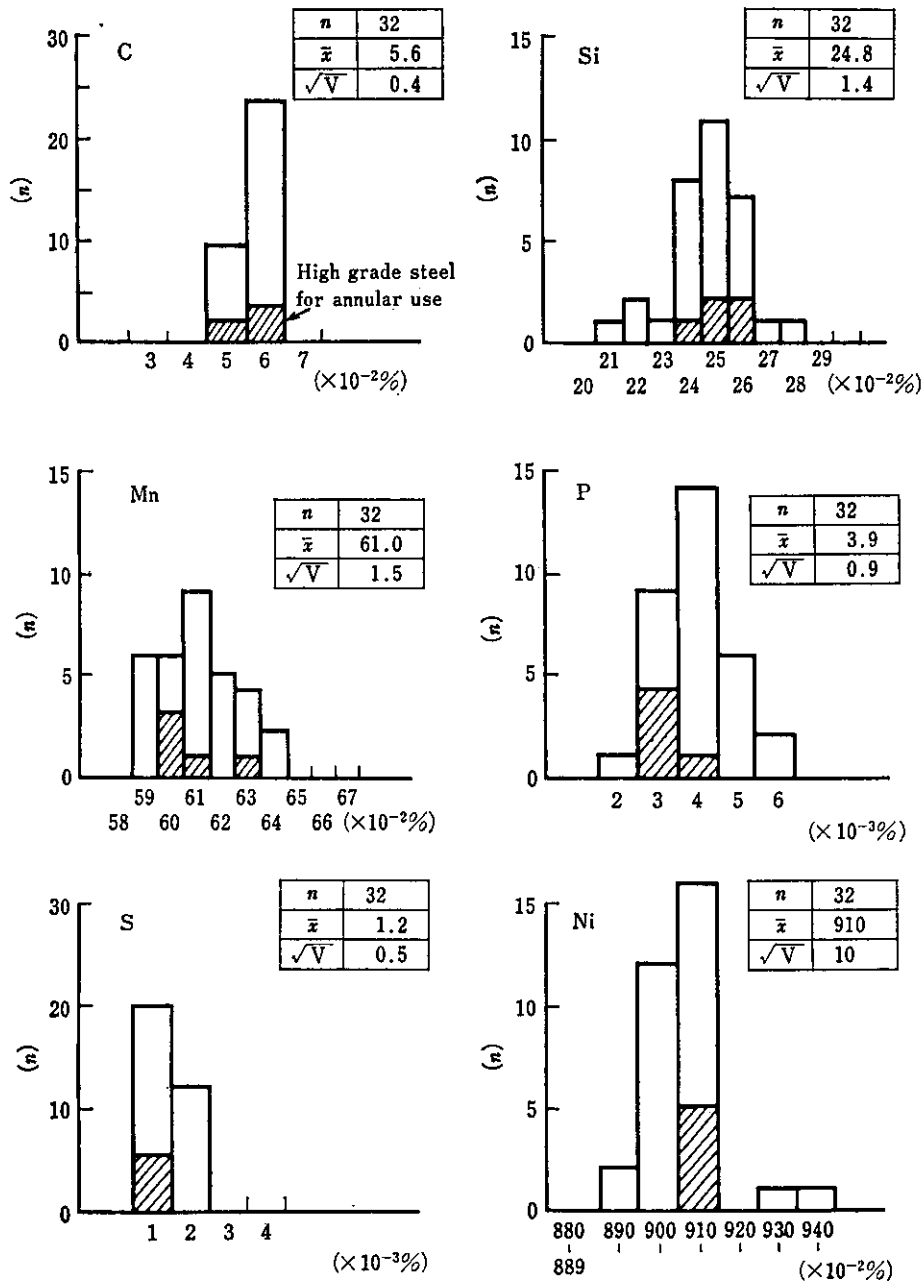 C
n 32
x̄ 5.6
√V 0.4
30
20
10
0
(n)
High grade steel
for annular use
3 4 5 6 7
(×10⁻²%)
Si
n 32
x̄ 24.8
√V 1.4
15
10
5
0
(n)
21 23 25 27 29
20 22 24 26 28 (×10⁻²%)
Mn
n 32
x̄ 61.0
√V 1.5
15
10
5
0
(n)
59 61 63 65 67
58 60 62 64 66 (×10⁻²%)
P
n 32
x̄ 3.9
√V 0.9
15
10
5
0
(n)
2 3 4 5 6
(×10⁻³%)
S
n 32
x̄ 1.2
√V 0.5
30
20
10
0
(n)
1 2 3 4
(×10⁻³%)
Ni
n 32
x̄ 910
√V 10
15
10
5
0
(n)
880 890 900 910 920 930 940
889
(×10⁻²%)